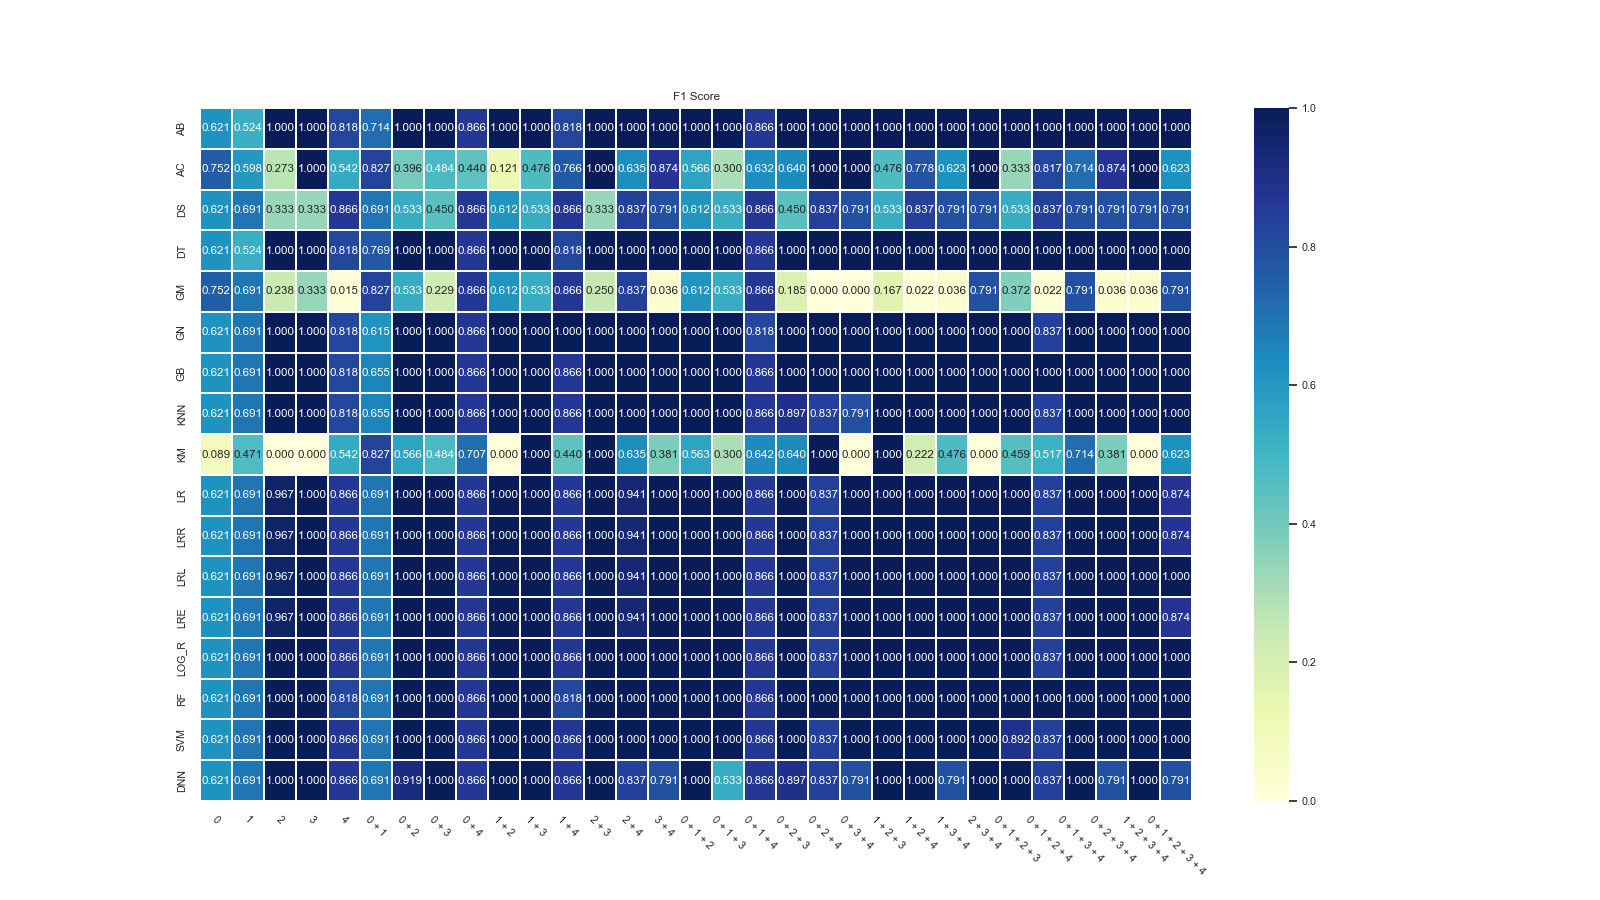 F1 Score
AB 0.621 0.524 1.000 1.000 0.818 0.714 1.000 1.000 0.866 1.000 1.000 0.818 1.000 1.000 1.000 1.000 1.000 0.866 1.000 1.000 1.000 1.000 1.000 1.000 1.000 1.000 1.000 1.000 1.000 1.000 1.000
AC 0.752 0.598 0.273 1.000 0.542 0.827 0.396 0.484 0.440 0.121 0.476 0.766 1.000 0.635 0.874 0.566 0.300 0.632 0.640 1.000 1.000 0.476 0.778 0.623 1.000 0.333 0.817 0.714 0.874 1.000 0.623
DS 0.621 0.691 0.333 0.333 0.866 0.691 0.533 0.450 0.866 0.612 0.533 0.866 0.333 0.837 0.791 0.612 0.533 0.866 0.450 0.837 0.791 0.533 0.837 0.791 0.791 0.533 0.837 0.791 0.791 0.791 0.791
DT 0.621 0.524 1.000 1.000 0.818 0.769 1.000 1.000 0.866 1.000 1.000 0.818 1.000 1.000 1.000 1.000 1.000 0.866 1.000 1.000 1.000 1.000 1.000 1.000 1.000 1.000 1.000 1.000 1.000 1.000 1.000
GM 0.752 0.691 0.238 0.333 0.015 0.827 0.533 0.229 0.866 0.612 0.533 0.866 0.250 0.837 0.036 0.612 0.533 0.866 0.185 0.000 0.000 0.167 0.022 0.036 0.791 0.372 0.022 0.791 0.036 0.036 0.791
GN 0.621 0.691 1.000 1.000 0.818 0.615 1.000 1.000 0.866 1.000 1.000 1.000 1.000 1.000 1.000 1.000 1.000 0.818 1.000 1.000 1.000 1.000 1.000 1.000 1.000 1.000 0.837 1.000 1.000 1.000 1.000
GB 0.621 0.691 1.000 1.000 0.818 0.655 1.000 1.000 0.866 1.000 1.000 0.866 1.000 1.000 1.000 1.000 1.000 0.866 1.000 1.000 1.000 1.000 1.000 1.000 1.000 1.000 1.000 1.000 1.000 1.000 1.000
KNN 0.621 0.691 1.000 1.000 0.818 0.655 1.000 1.000 0.866 1.000 1.000 0.866 1.000 1.000 1.000 1.000 1.000 0.866 0.897 0.837 0.791 1.000 1.000 1.000 1.000 1.000 0.837 1.000 1.000 1.000 1.000
KM 0.089 0.471 0.000 0.000 0.542 0.827 0.566 0.484 0.707 0.000 1.000 0.440 1.000 0.635 0.381 0.563 0.300 0.642 0.640 1.000 0.000 1.000 0.222 0.476 0.000 0.459 0.517 0.714 0.381 0.000 0.623
LR 0.621 0.691 0.967 1.000 0.866 0.691 1.000 1.000 0.866 1.000 1.000 0.866 1.000 0.941 1.000 1.000 1.000 0.866 1.000 0.837 1.000 1.000 1.000 1.000 1.000 1.000 0.837 1.000 1.000 1.000 0.874
LRR 0.621 0.691 0.967 1.000 0.866 0.691 1.000 1.000 0.866 1.000 1.000 0.866 1.000 0.941 1.000 1.000 1.000 0.866 1.000 0.837 1.000 1.000 1.000 1.000 1.000 1.000 0.837 1.000 1.000 1.000 0.874
LRL 0.621 0.691 0.967 1.000 0.866 0.691 1.000 1.000 0.866 1.000 1.000 0.866 1.000 0.941 1.000 1.000 1.000 0.866 1.000 0.837 1.000 1.000 1.000 1.000 1.000 1.000 0.837 1.000 1.000 1.000 1.000
LRE 0.621 0.691 0.967 1.000 0.866 0.691 1.000 1.000 0.866 1.000 1.000 0.866 1.000 0.941 1.000 1.000 1.000 0.866 1.000 0.837 1.000 1.000 1.000 1.000 1.000 1.000 0.837 1.000 1.000 1.000 0.874
LOG_R 0.621 0.691 1.000 1.000 0.866 0.691 1.000 1.000 0.866 1.000 1.000 0.866 1.000 1.000 1.000 1.000 1.000 0.866 1.000 0.837 1.000 1.000 1.000 1.000 1.000 1.000 0.837 1.000 1.000 1.000 1.000
RF 0.621 0.691 1.000 1.000 0.818 0.691 1.000 1.000 0.866 1.000 1.000 0.818 1.000 1.000 1.000 1.000 1.000 0.866 1.000 1.000 1.000 1.000 1.000 1.000 1.000 1.000 1.000 1.000 1.000 1.000 1.000
SVM 0.621 0.691 1.000 1.000 0.866 0.691 1.000 1.000 0.866 1.000 1.000 0.866 1.000 1.000 1.000 1.000 1.000 0.866 1.000 0.837 1.000 1.000 1.000 1.000 1.000 0.892 0.837 1.000 1.000 1.000 1.000
DNN 0.621 0.691 1.000 1.000 0.866 0.691 0.919 1.000 0.866 1.000 1.000 0.866 1.000 0.837 0.791 1.000 0.533 0.866 0.897 0.837 0.791 1.000 1.000 0.791 1.000 1.000 0.837 1.000 0.791 1.000 0.791
0
1
2
3
4
0 + 1
0 + 2
0 + 3
0 + 4
1 + 2
1 + 3
1 + 4
2 + 3
2 + 4
3 + 4
0 + 1 + 2
0 + 1 + 3
0 + 1 + 4
0 + 2 + 3
0 + 2 + 4
0 + 3 + 4
1 + 2 + 3
1 + 2 + 4
1 + 3 + 4
2 + 3 + 4
0 + 1 + 2 + 3
0 + 1 + 2 + 4
0 + 1 + 3 + 4
0 + 2 + 3 + 4
1 + 2 + 3 + 4
0 + 1 + 2 + 3 + 4
1.0
0.8
0.6
0.4
0.2
0.0